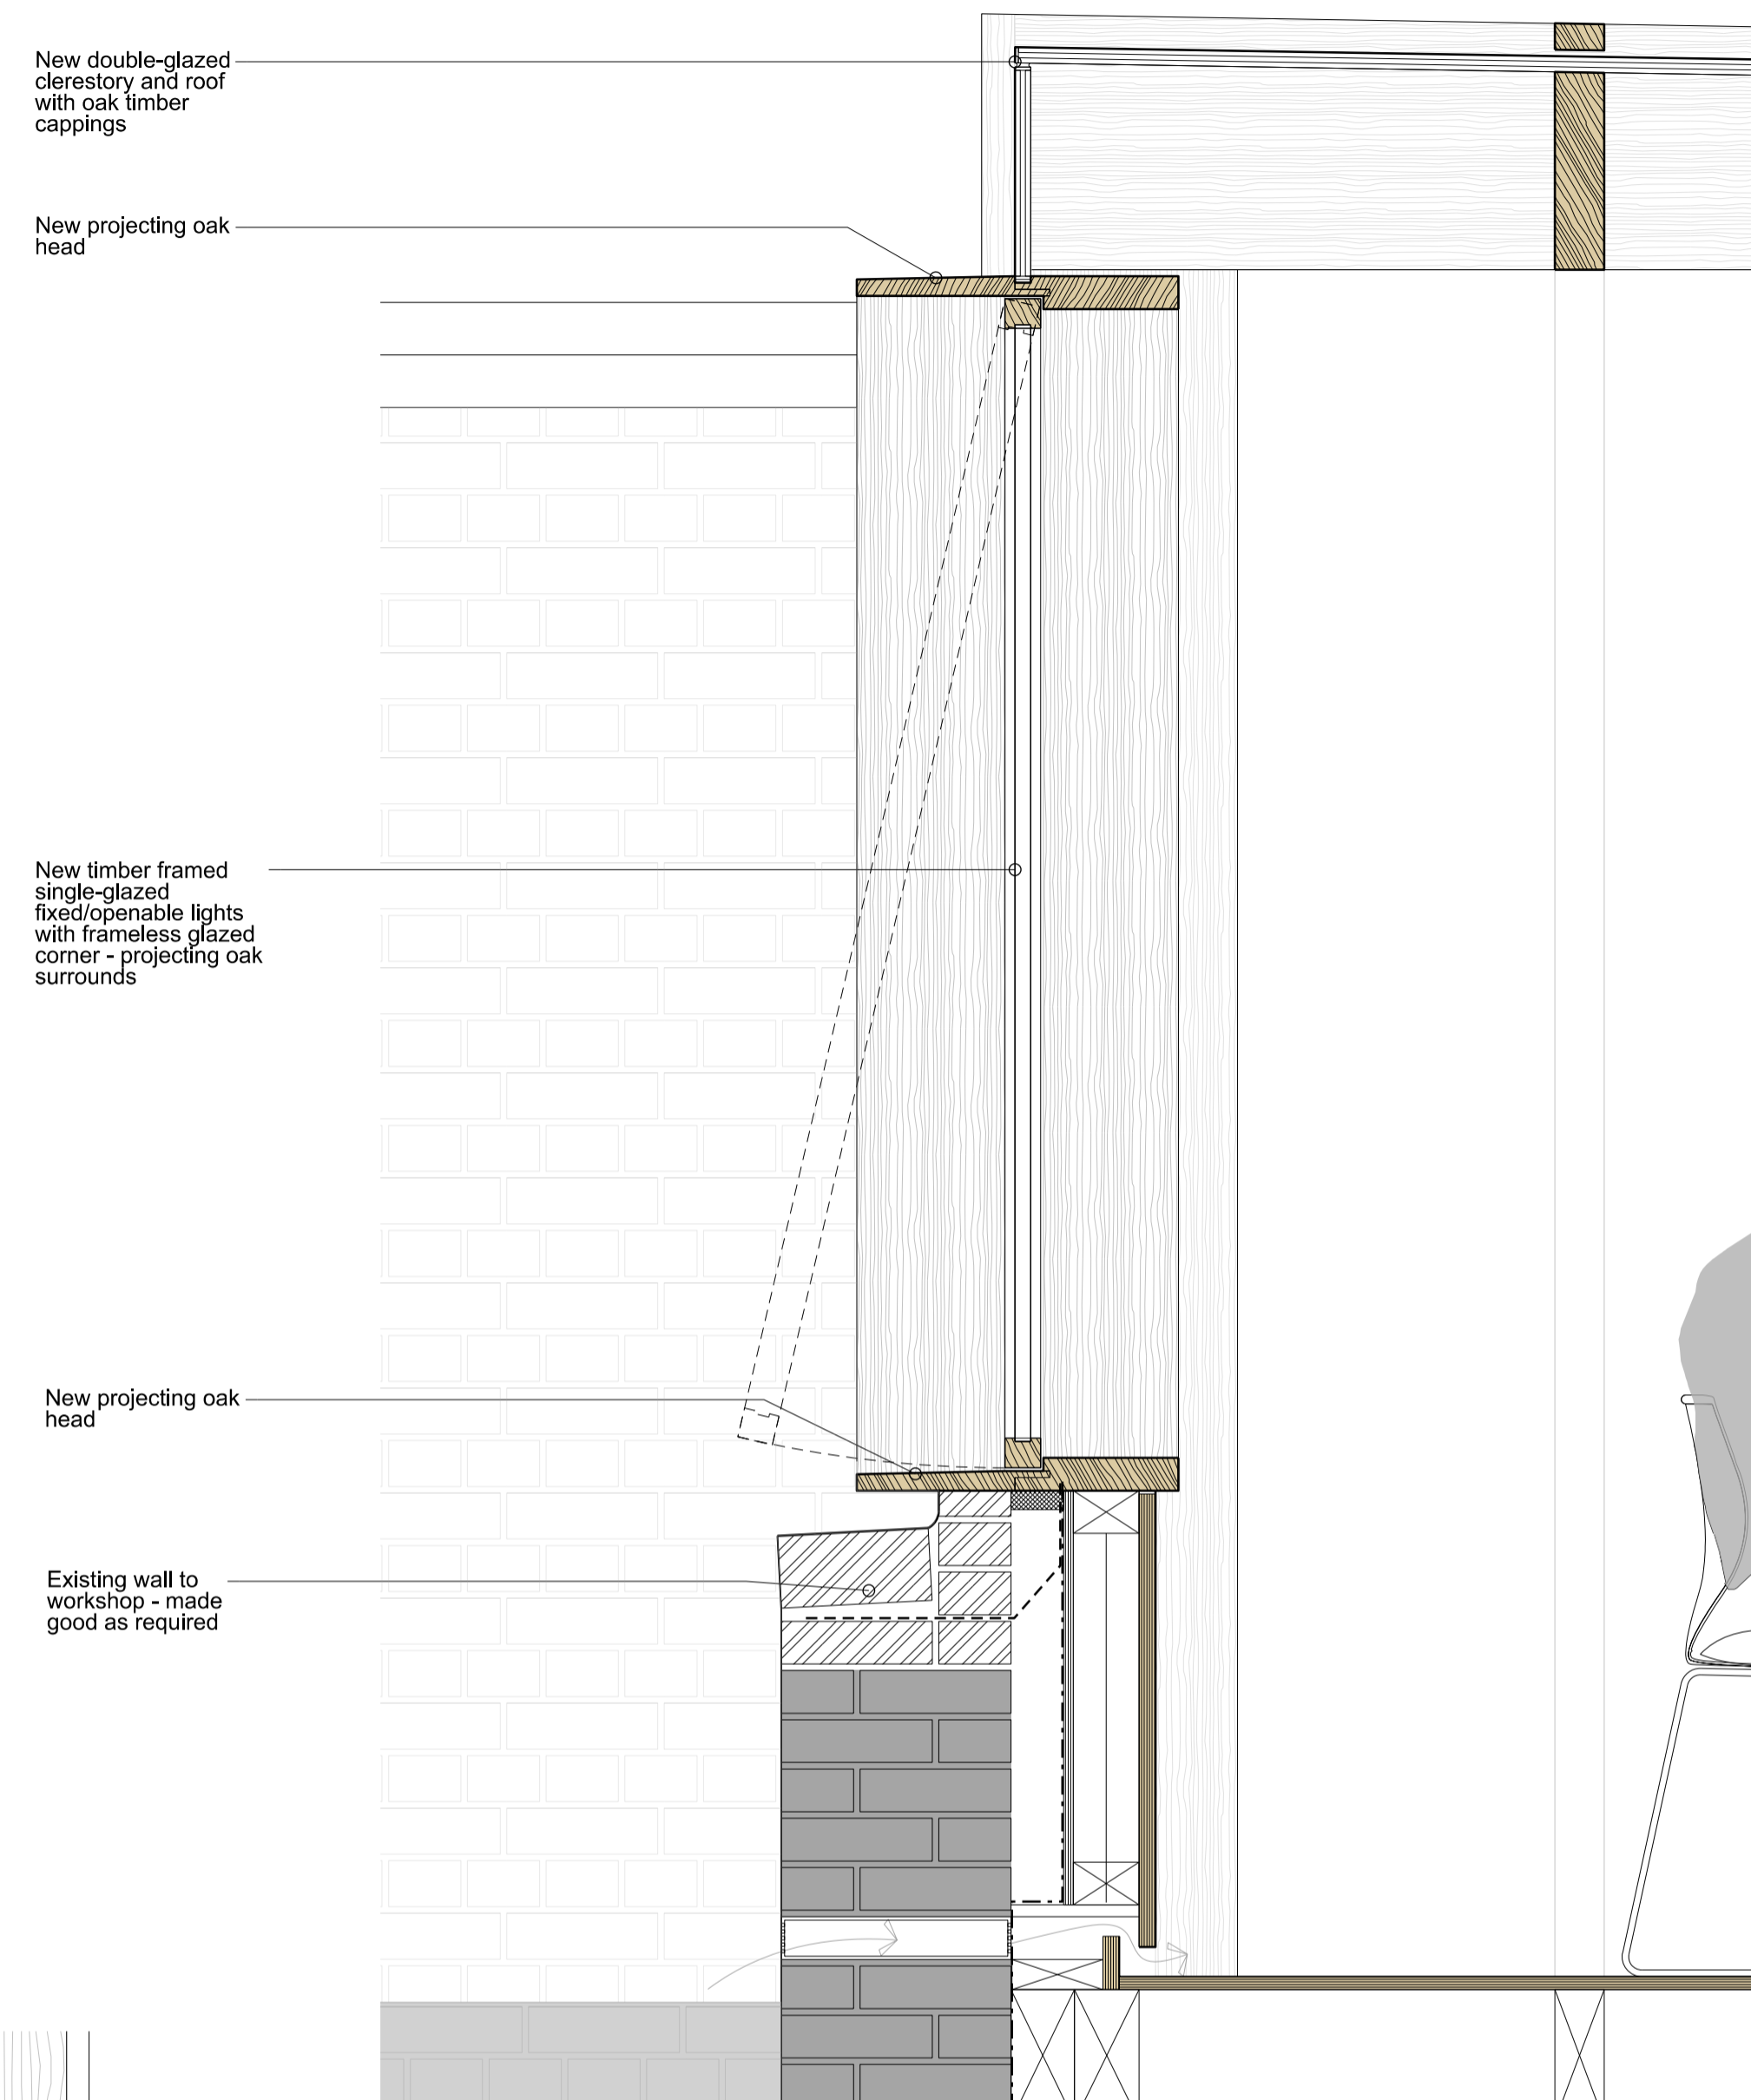 New double-glazed
clerestory and roof
with oak timber
cappings
New projecting oak
head
New timber framed
single-glazed
fixed/openable lights
with frameless glazed
corner - projecting oak
surrounds
New projecting oak
head
Existing wall to
workshop - made
good as required